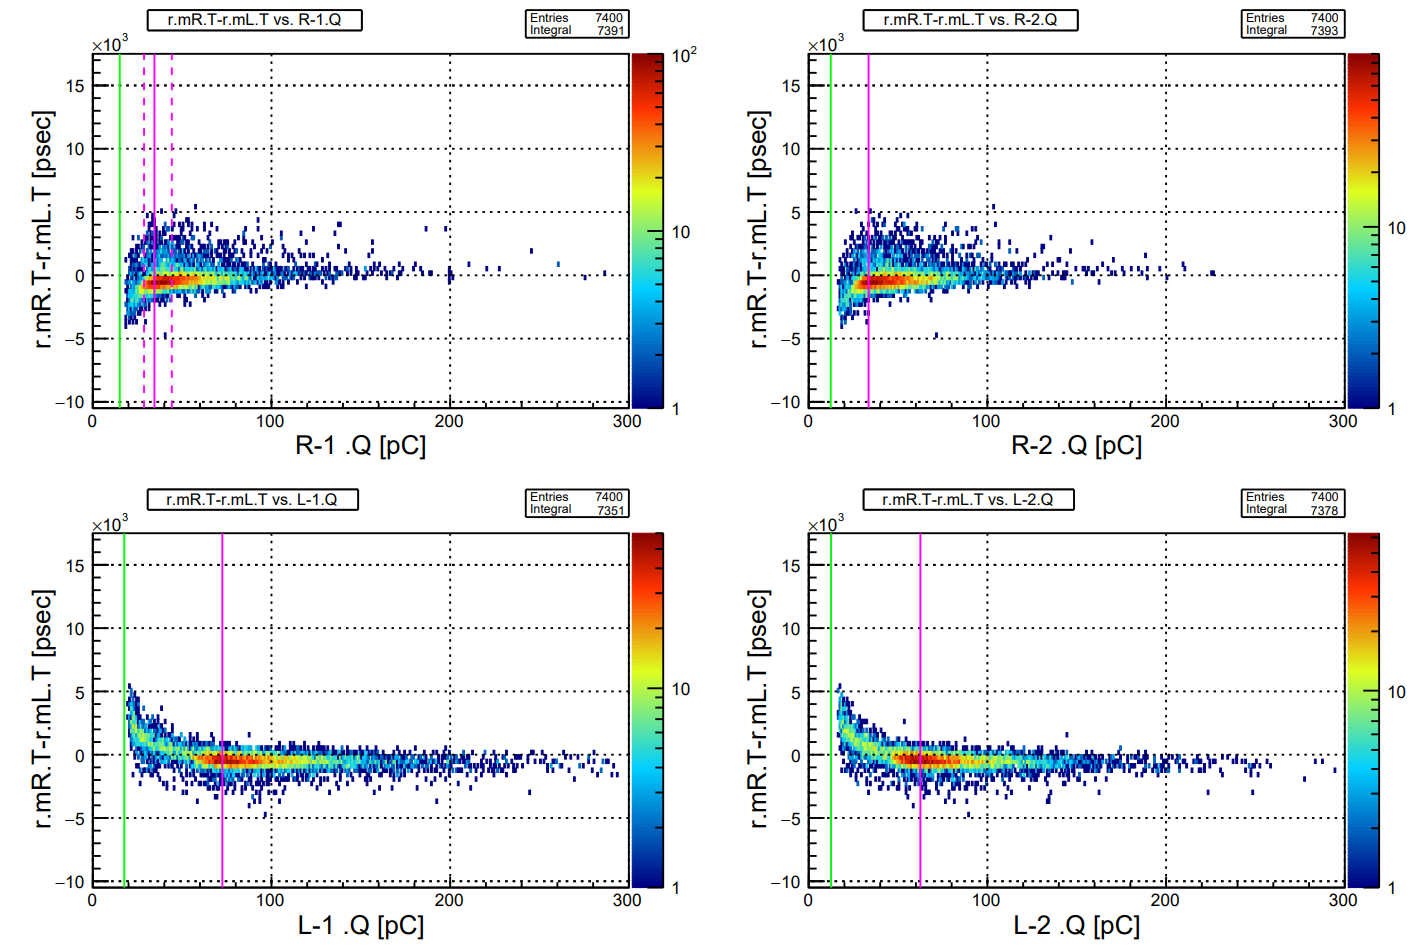 r.mR.T-r.mL.T vs. R-1.Q
Entries 7400
Integral 7391
×10³
15
10
5
0
−5
−10
r.mR.T-r.mL.T [psec]
0 100 200 300
R-1 .Q [pC]
10²
10
1
r.mR.T-r.mL.T vs. R-2.Q
Entries 7400
Integral 7393
×10³
15
10
5
0
−5
−10
r.mR.T-r.mL.T [psec]
0 100 200 300
R-2 .Q [pC]
10
1
r.mR.T-r.mL.T vs. L-1.Q
Entries 7400
Integral 7351
×10³
15
10
5
0
−5
−10
r.mR.T-r.mL.T [psec]
0 100 200 300
L-1 .Q [pC]
10
1
r.mR.T-r.mL.T vs. L-2.Q
Entries 7400
Integral 7378
×10³
15
10
5
0
−5
−10
r.mR.T-r.mL.T [psec]
0 100 200 300
L-2 .Q [pC]
10
1